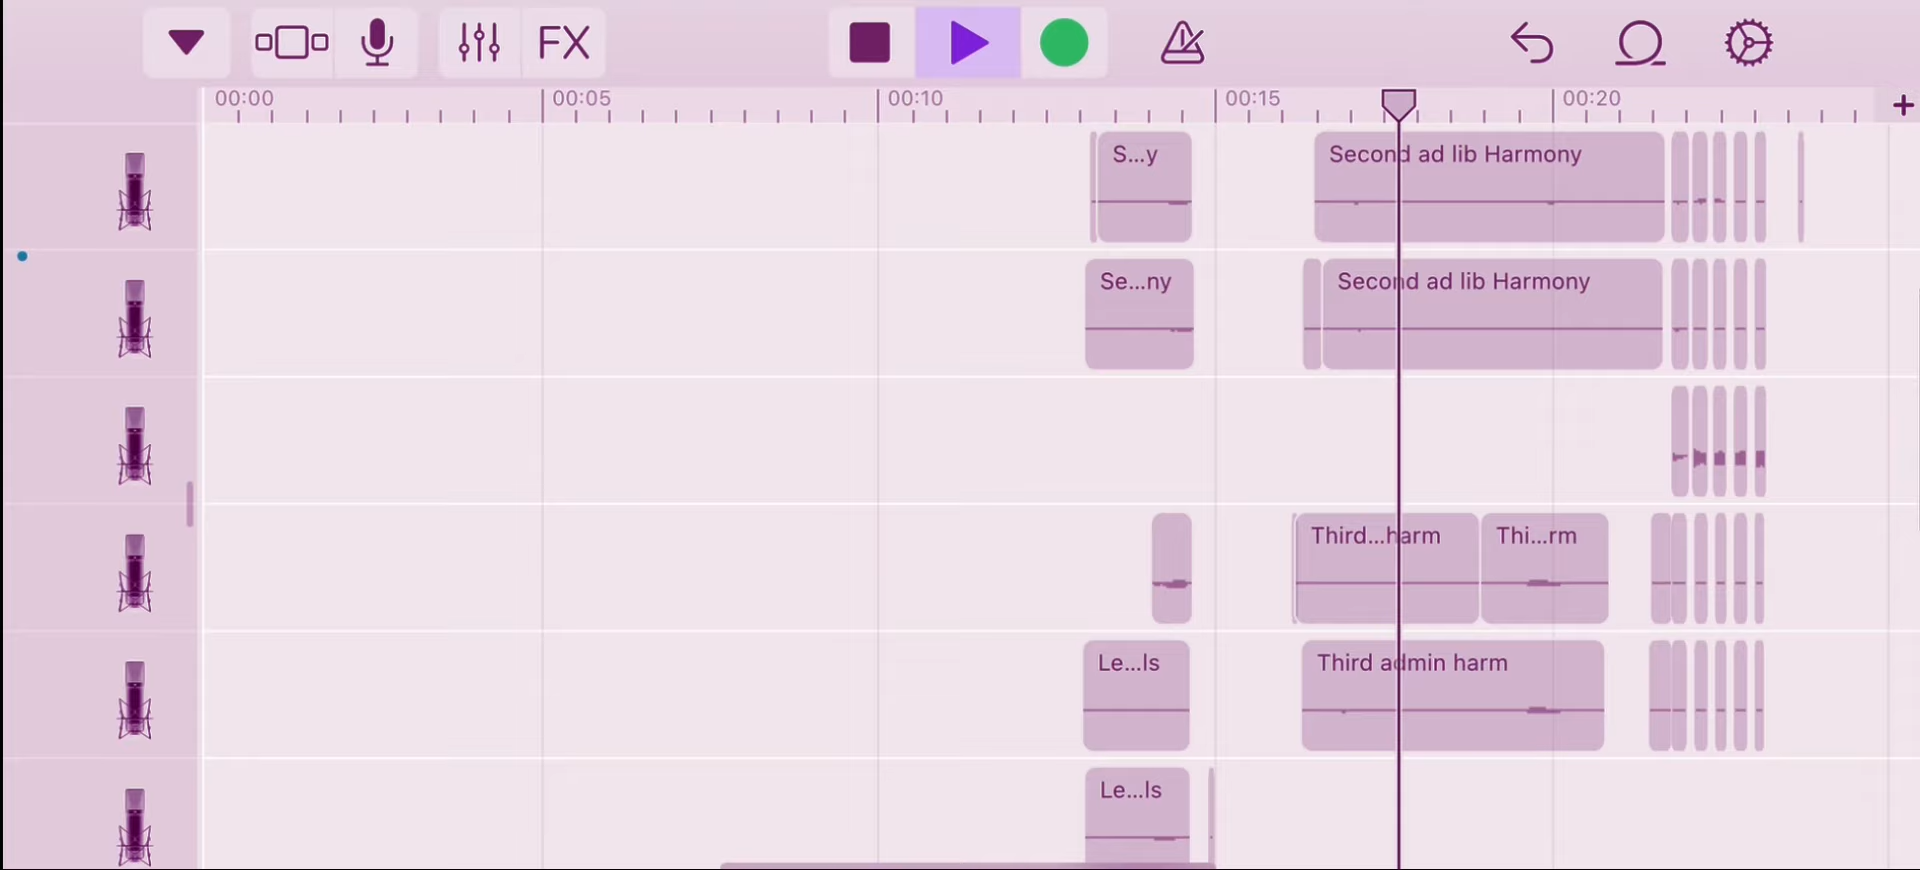 FX
00:00 00:05 00:10 00:15 00:20 +
S...y Second ad lib Harmony
Se...ny Second ad lib Harmony
Third...harm Thi...rm
Le...ls Third admin harm
Le...ls